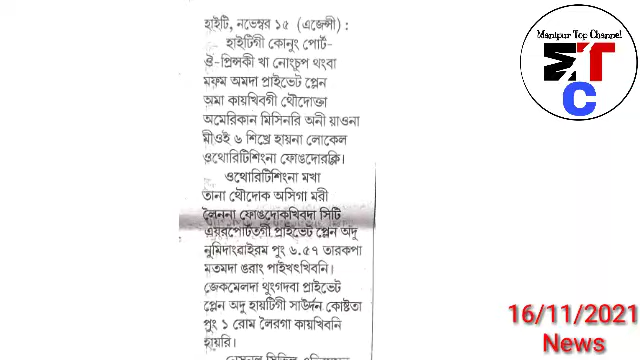 Manipur Top Channel
MTC
হাইটি, নভেম্বর ১৫ (এজেন্সী) :
হাইটিগী কোনুং পোর্ট-
ঔ-প্রিন্সকী খা নোংচুপ থংবা
মফম অমদা প্রাইভেট প্লেন
অমা কায়খিবগী থৌদোক্তা
অমেরিকান মিসিনরি অনী য়াওনা
মীওই ৬ শিখ্রে হায়না লোকেল
ওথোরিটিশিংনা ফোঙদোরক্লি।
ওথোরিটিশিংনা মখা
তানা থৌদোক অসিগা মরী
লৈননা ফোঙদোকখিবদা সিটি
এয়রপোর্টতগী প্রাইভেট প্লেন অদু
নুমিদাংৱাইরম পুং ৬.৫৭ তারকপা
মতমদা ঙরাং পাইখৎখিবনি।
জেকমেলদা থুংগদবা প্রাইভেট
প্লেন অদু হায়টিগী সাউর্দন কোষ্টতা
পুং ১ রোম লৈরগা কায়খিবনি
হায়রি।
16/11/2021
News